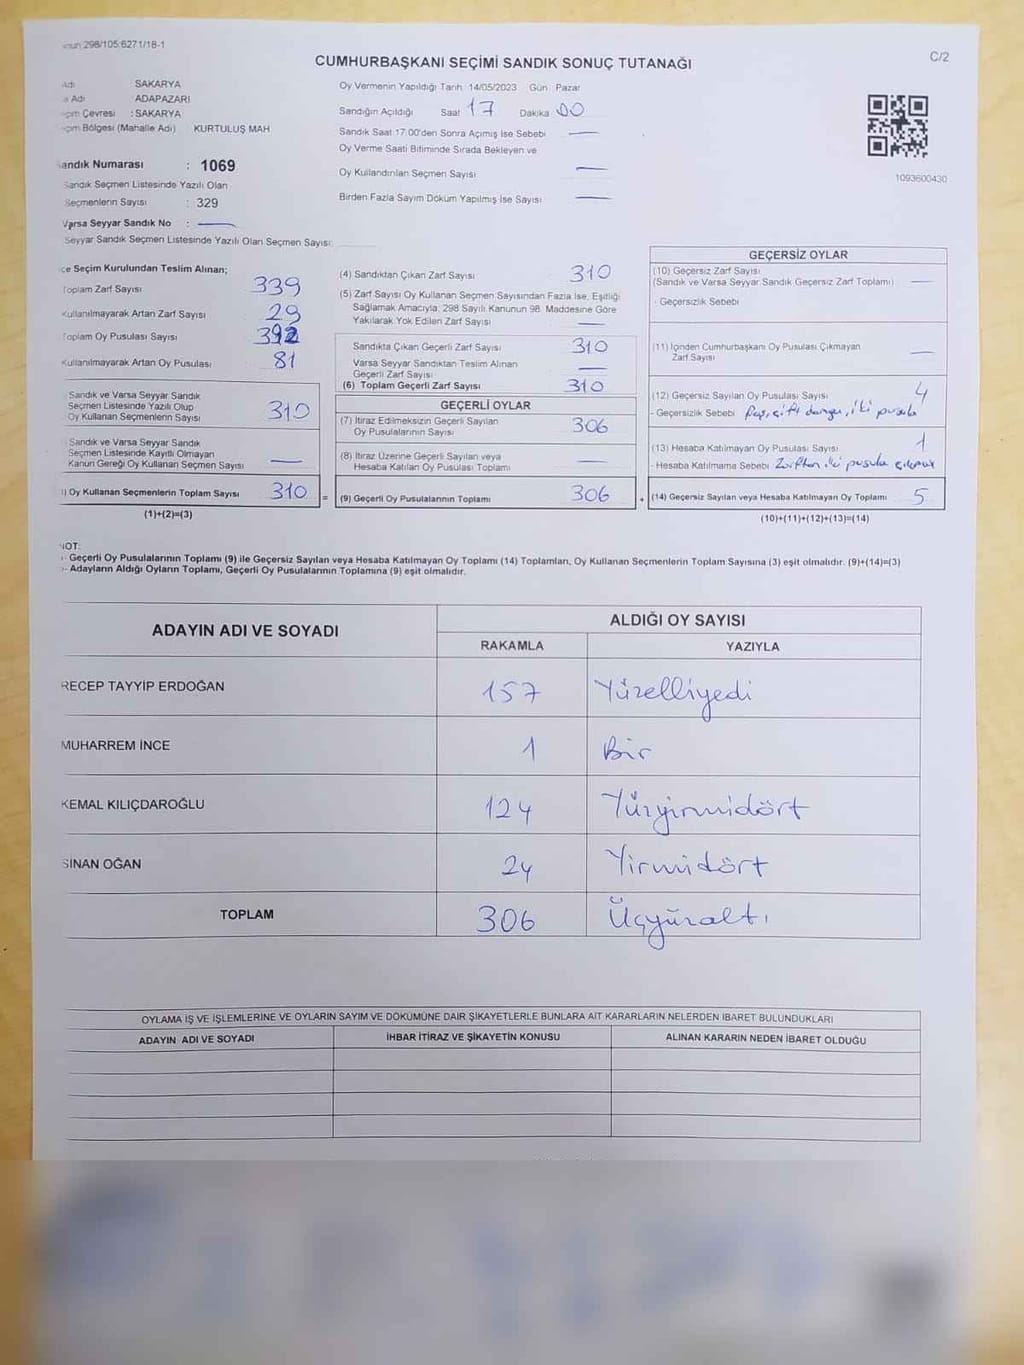 298/105:6271/18-1
C/2
CUMHURBAŞKANI SEÇİMİ SANDIK SONUÇ TUTANAĞI
Adı : SAKARYA
Adı : ADAPAZARI
Çevresi : SAKARYA
Bölgesi (Mahalle Adı) KURTULUŞ MAH
andık Numarası : 1069
Sandık Seçmen Listesinde Yazılı Olan
Seçmenlerin Sayısı : 329
Varsa Seyyar Sandık No : —
Seyyar Sandık Seçmen Listesinde Yazılı Olan Seçmen Sayısı:
Oy Vermenin Yapıldığı Tarih 14/05/2023 Gün Pazar
Sandığın Açıldığı Saat 17 Dakika 00
Sandık Saat 17.00'den Sonra Açımış İse Sebebi —
Oy Verme Saati Bitiminde Sırada Bekleyen ve
Oy Kullandırılan Seçmen Sayısı —
Birden Fazla Sayım Döküm Yapılmış İse Sayısı —
1093600430
çe Seçim Kurulundan Teslim Alınan;
Toplam Zarf Sayısı 339
Kullanılmayarak Artan Zarf Sayısı 29
Toplam Oy Pusulası Sayısı 392
Kullanılmayarak Artan Oy Pusulası 81
Sandık ve Varsa Seyyar Sandık
Seçmen Listesinde Yazılı Olup
Oy Kullanan Seçmenlerin Sayısı 310
Sandık ve Varsa Seyyar Sandık
Seçmen Listesinde Kayıtlı Olmayan
Kanun Gereği Oy Kullanan Seçmen Sayısı —
) Oy Kullanan Seçmenlerin Toplam Sayısı 310 =
(1)+(2)=(3)
(4) Sandıktan Çıkan Zarf Sayısı 310
(5) Zarf Sayısı Oy Kullanan Seçmen Sayısından Fazla İse, Eşitliği
Sağlamak Amacıyla, 298 Sayılı Kanunun 98. Maddesine Göre
Yakılarak Yok Edilen Zarf Sayısı —
Sandıkta Çıkan Geçerli Zarf Sayısı 310
Varsa Seyyar Sandıktan Teslim Alınan
Geçerli Zarf Sayısı —
(6) Toplam Geçerli Zarf Sayısı 310
GEÇERLİ OYLAR
(7) İtiraz Edilmeksizin Geçerli Sayılan
Oy Pusulalarının Sayısı 306
(8) İtiraz Üzerine Geçerli Sayılan veya
Hesaba Katılan Oy Pusulası Toplamı —
(9) Geçerli Oy Pusulalarının Toplamı 306 +
GEÇERSİZ OYLAR
(10) Geçersiz Zarf Sayısı
(Sandık ve Varsa Seyyar Sandık Geçersiz Zarf Toplamı) —
- Geçersizlik Sebebi
(11) İçinden Cumhurbaşkanı Oy Pusulası Çıkmayan
Zarf Sayısı —
(12) Geçersiz Sayılan Oy Pusulası Sayısı 4
- Geçersizlik Sebebi çift damga, iki pusula
(13) Hesaba Katılmayan Oy Pusulası Sayısı 1
- Hesaba Katılmama Sebebi Zarftan iki pusula çıkması
(14) Geçersiz Sayılan veya Hesaba Katılmayan Oy Toplamı 5
(10)+(11)+(12)+(13)=(14)
NOT:
- Geçerli Oy Pusulalarının Toplamı (9) ile Geçersiz Sayılan veya Hesaba Katılmayan Oy Toplamı (14) Toplamları, Oy Kullanan Seçmenlerin Toplam Sayısına (3) eşit olmalıdır. (9)+(14)=(3)
- Adayların Aldığı Oyların Toplamı, Geçerli Oy Pusulalarının Toplamına (9) eşit olmalıdır.
ADAYIN ADI VE SOYADI ALDIĞI OY SAYISI
RAKAMLA YAZIYLA
RECEP TAYYİP ERDOĞAN 157 Yüzelliyedi
MUHARREM İNCE 1 Bir
KEMAL KILIÇDAROĞLU 124 Yüzyirmidört
SİNAN OĞAN 24 Yirmidört
TOPLAM 306 Üçyüzaltı
OYLAMA İŞ VE İŞLEMLERİNE VE OYLARIN SAYIM VE DÖKÜMÜNE DAİR ŞİKAYETLERLE BUNLARA AİT KARARLARIN NELERDEN İBARET BULUNDUKLARI
ADAYIN ADI VE SOYADI İHBAR İTİRAZ VE ŞİKAYETİN KONUSU ALINAN KARARIN NEDEN İBARET OLDUĞU